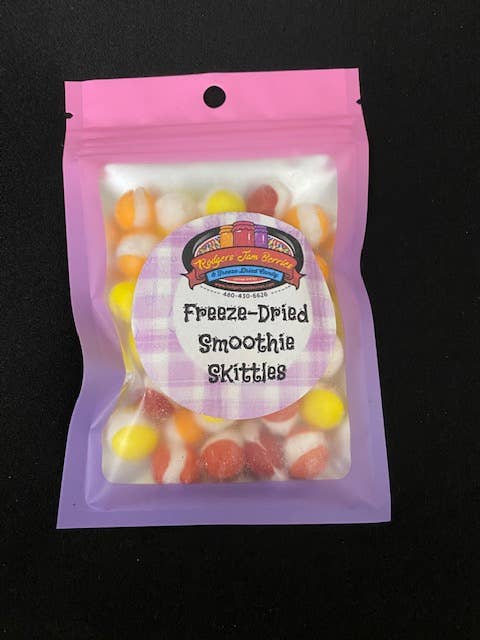 Rodgers Jam Berries
& Freeze-Dried Candy
480-430-6626
Freeze-Dried
Smoothie
Skittles